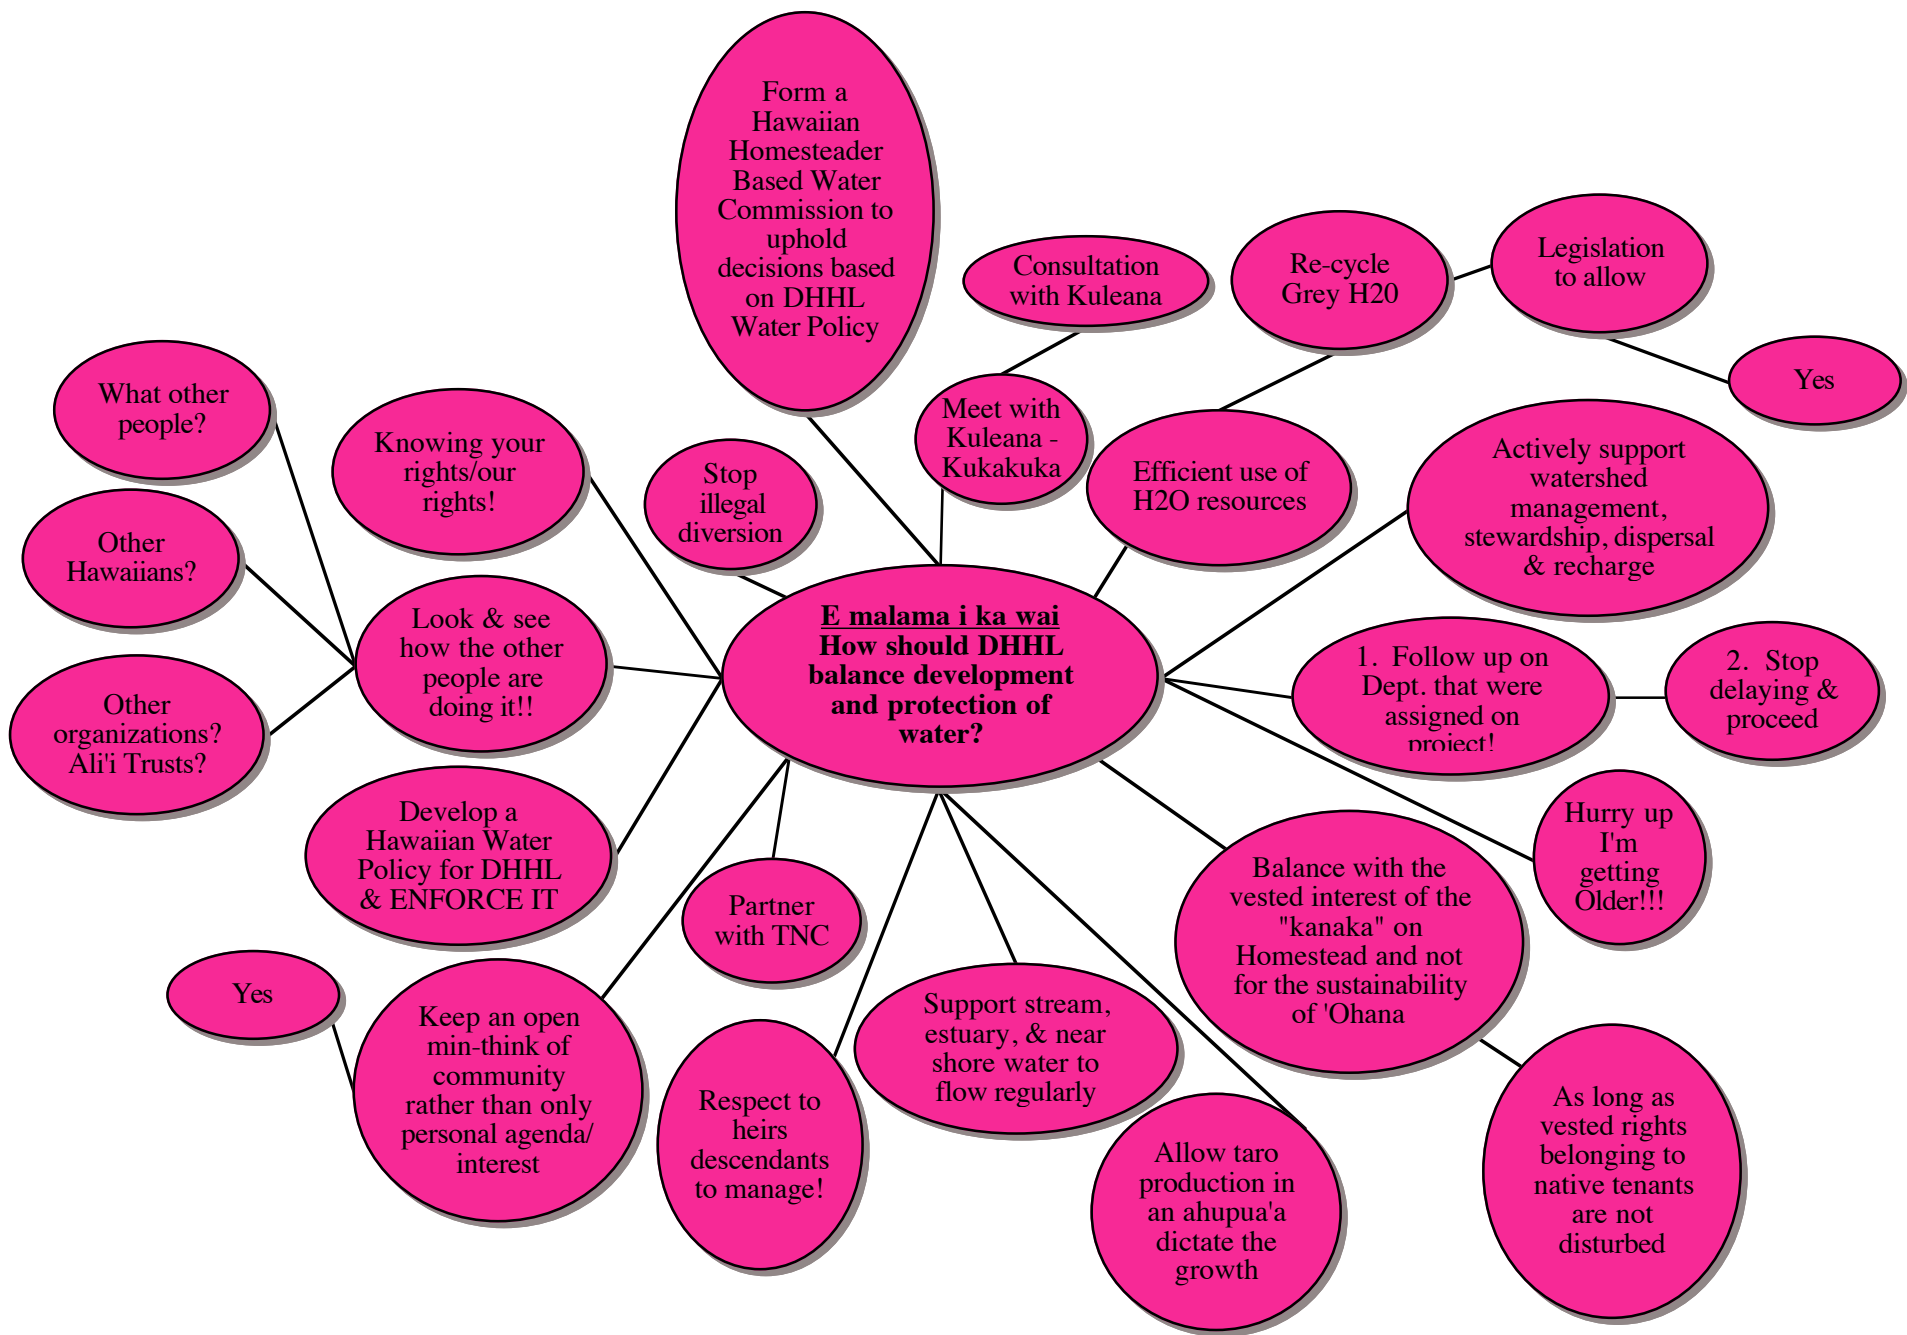 Form a
Hawaiian
Homesteader
Based Water
Commission to
uphold
decisions based
on DHHL
Water Policy
Consultation
with Kuleana
Re-cycle
Grey H20
Legislation
to allow
Yes
What other
people?
Knowing your
rights/our
rights!
Stop
illegal
diversion
Meet with
Kuleana -
Kukakuka
Efficient use of
H2O resources
Actively support
watershed
management,
stewardship, dispersal
& recharge
Other
Hawaiians?
Look & see
how the other
people are
doing it!!
E malama i ka wai
How should DHHL
balance development
and protection of
water?
1. Follow up on
Dept. that were
assigned on
project!
2. Stop
delaying &
proceed
Other
organizations?
Ali'i Trusts?
Develop a
Hawaiian Water
Policy for DHHL
& ENFORCE IT
Partner
with TNC
Balance with the
vested interest of the
"kanaka" on
Homestead and not
for the sustainability
of 'Ohana
Hurry up
I'm
getting
Older!!!
Yes
Keep an open
min-think of
community
rather than only
personal agenda/
interest
Respect to
heirs
descendants
to manage!
Support stream,
estuary, & near
shore water to
flow regularly
Allow taro
production in
an ahupua'a
dictate the
growth
As long as
vested rights
belonging to
native tenants
are not
disturbed